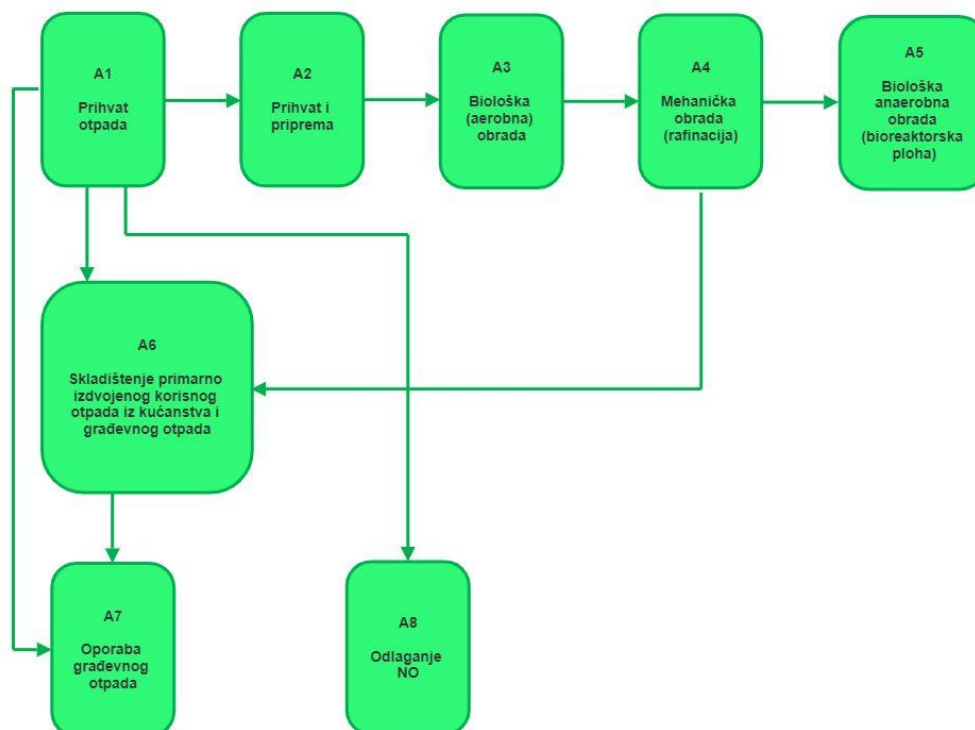 A1
Prihvat
otpada
A2
Prihvat i
priprema
A3
Biološka
(aerobna)
obrada
A4
Mehanička
obrada
(rafinacija)
A5
Biološka
anaerobna
obrada
(bioreaktorska
ploha)
A6
Skladištenje primarno
izdvojenog korisnog
otpada iz kućanstva i
građevnog otpada
A7
Oporaba
građevnog
otpada
A8
Odlaganje
NO